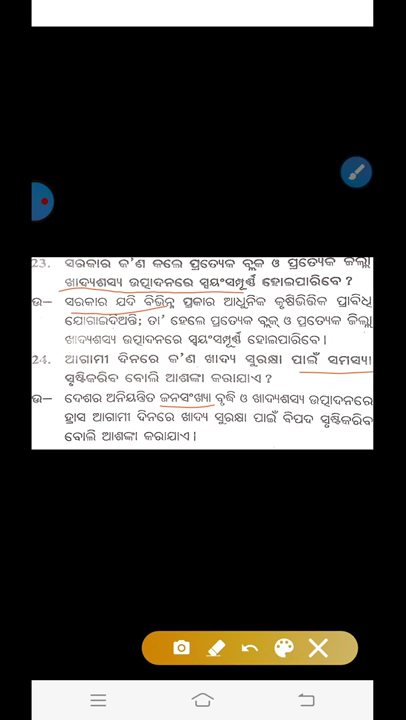 23. ସରକାର କ'ଣ କଲେ ପ୍ରତ୍ୟେକ ବ୍ଲକ ଓ ପ୍ରତ୍ୟେକ ଜିଲ୍ଲା
ଖାଦ୍ୟଶସ୍ୟ ଉତ୍ପାଦନରେ ସ୍ୱୟଂସମ୍ପୂର୍ଣ୍ଣ ହୋଇପାରିବେ ?
ଉ– ସରକାର ଯଦି ବିଭିନ୍ନ ପ୍ରକାର ଆଧୁନିକ କୃଷିଭିତ୍ତିକ ପ୍ରାବିଧି
ଯୋଗାଇଦିଅନ୍ତି; ତା' ହେଲେ ପ୍ରତ୍ୟେକ ବ୍ଲକ୍ ଓ ପ୍ରତ୍ୟେକ ଜିଲ୍ଲା
ଖାଦ୍ୟଶସ୍ୟ ଉତ୍ପାଦନରେ ସ୍ୱୟଂସମ୍ପୂର୍ଣ୍ଣ ହୋଇପାରିବେ।
24. ଆଗାମୀ ଦିନରେ କ'ଣ ଖାଦ୍ୟ ସୁରକ୍ଷା ପାଇଁ ସମସ୍ୟା
ସୃଷ୍ଟିକରିବ ବୋଲି ଆଶଙ୍କା କରାଯାଏ ?
ଉ– ଦେଶର ଅନିୟନ୍ତ୍ରିତ ଜନସଂଖ୍ୟା ବୃଦ୍ଧି ଓ ଖାଦ୍ୟଶସ୍ୟ ଉତ୍ପାଦନରେ
ହ୍ରାସ ଆଗାମୀ ଦିନରେ ଖାଦ୍ୟ ସୁରକ୍ଷା ପାଇଁ ବିପଦ ସୃଷ୍ଟିକରିବ
ବୋଲି ଆଶଙ୍କା କରାଯାଏ।